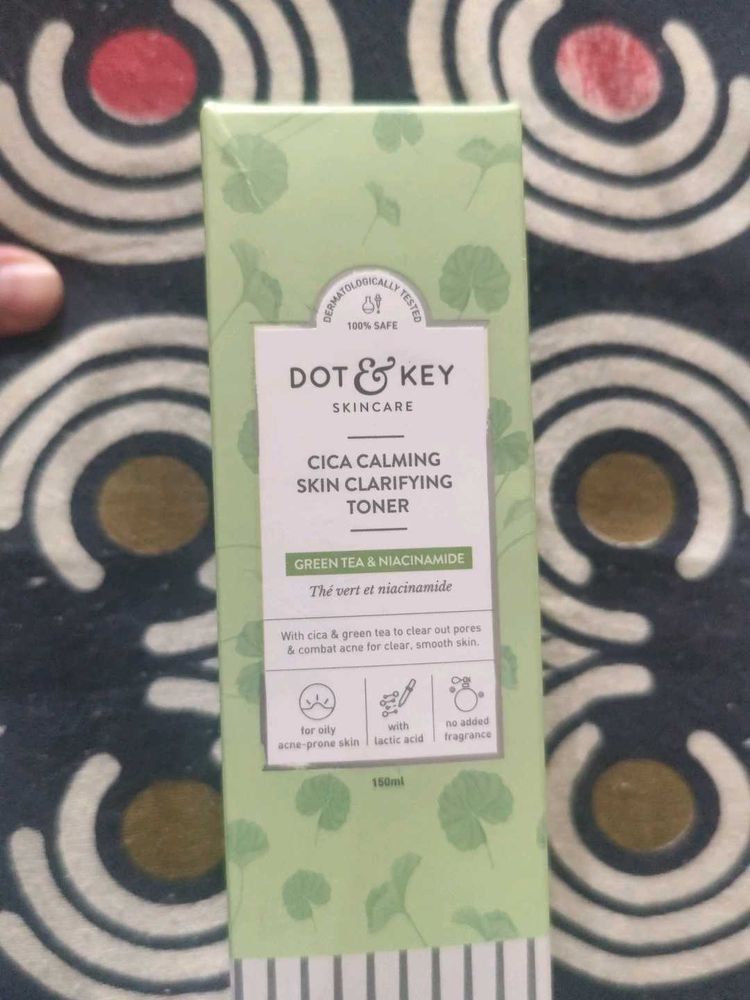 DERMATOLOGICALLY TESTED
100% SAFE
DOT & KEY
SKINCARE
CICA CALMING
SKIN CLARIFYING
TONER
GREEN TEA & NIACINAMIDE
Thé vert et niacinamide
With cica & green tea to clear out pores
& combat acne for clear, smooth skin.
for oily
acne-prone skin
with
lactic acid
no added
fragrance
150ml